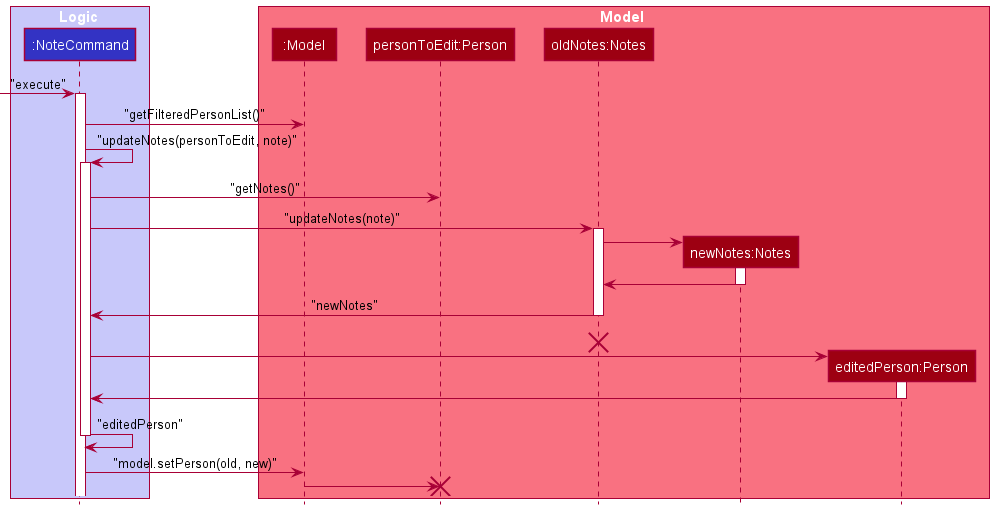 Logic
Model
:NoteCommand
:Model
personToEdit:Person
oldNotes:Notes
"execute"
"getFilteredPersonList()"
"updateNotes(personToEdit, note)"
"getNotes()"
"updateNotes(note)"
newNotes:Notes
"newNotes"
editedPerson:Person
"editedPerson"
"model.setPerson(old, new)"